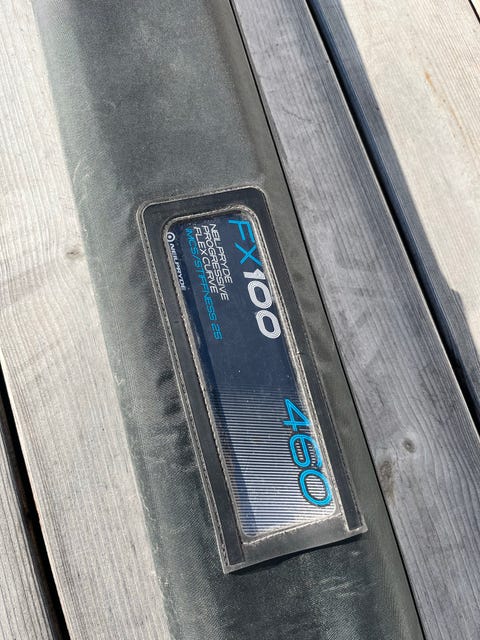 FX100
NEILPRYDE
PROGRESSIVE
FLEX CURVE
IMCS/STIFFNESS 25
NEILPRYDE
460